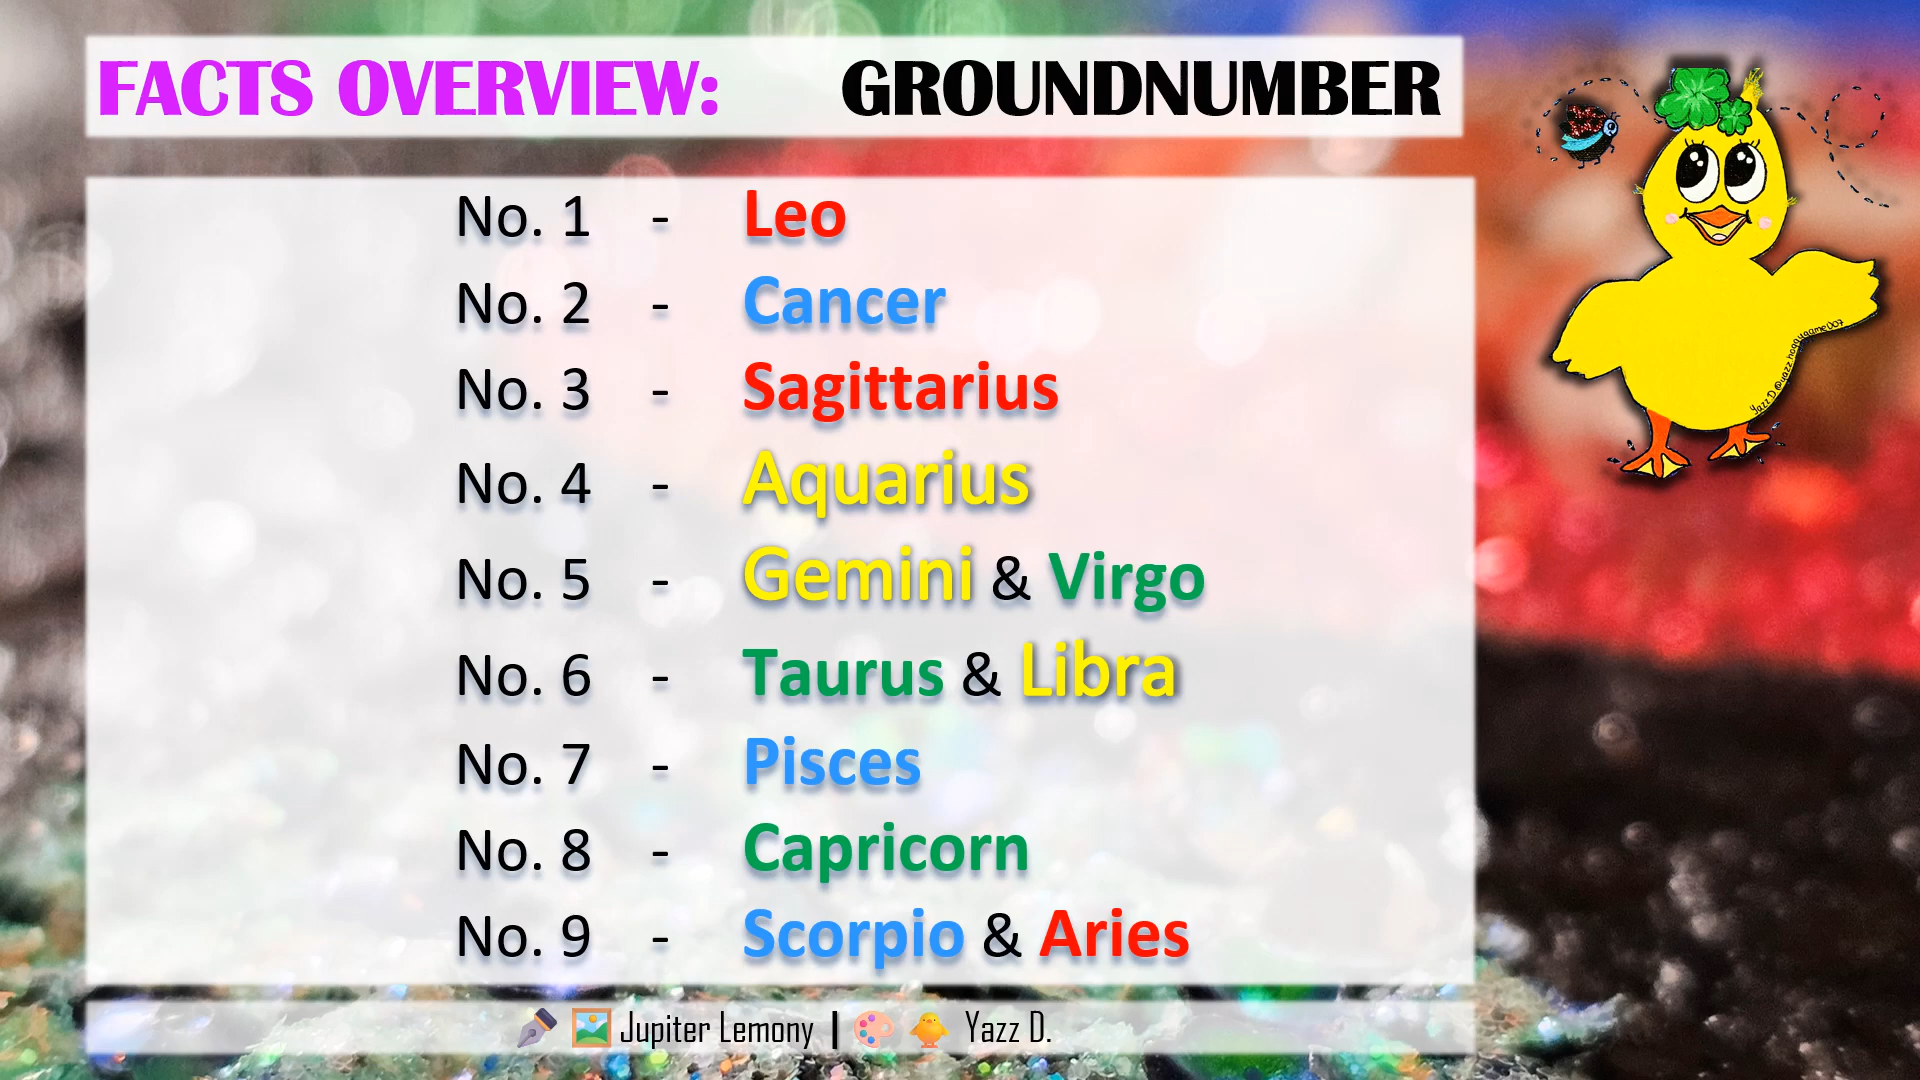 FACTS OVERVIEW: GROUNDNUMBER
No. 1 - Leo
No. 2 - Cancer
No. 3 - Sagittarius
No. 4 - Aquarius
No. 5 - Gemini & Virgo
No. 6 - Taurus & Libra
No. 7 - Pisces
No. 8 - Capricorn
No. 9 - Scorpio & Aries
Jupiter Lemony | Yazz D.
Yazz D